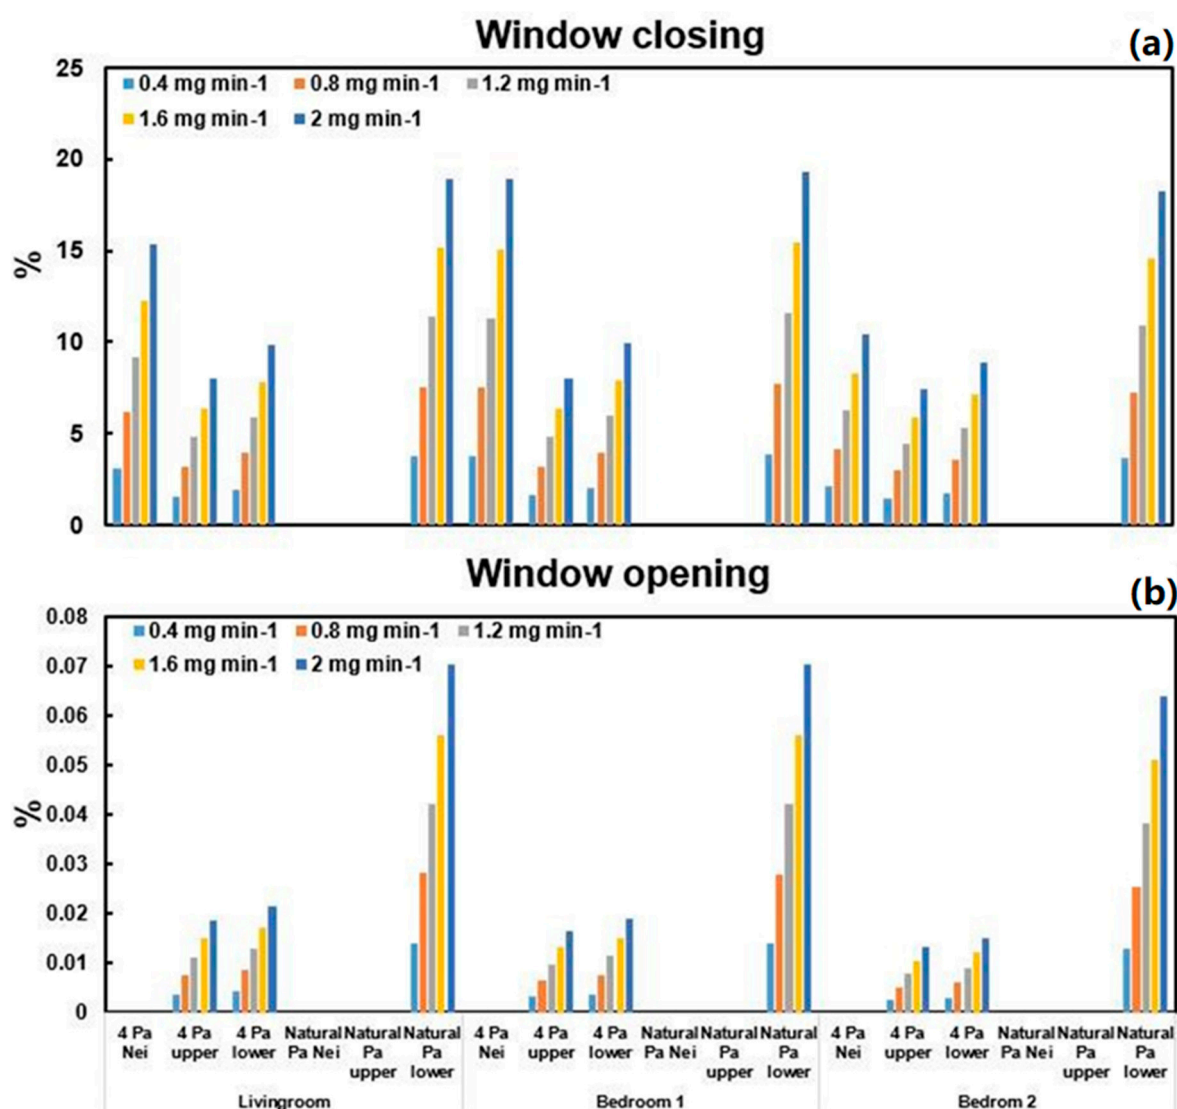 Window closing
(a)
25
0.4 mg min-1 0.8 mg min-1 1.2 mg min-1
1.6 mg min-1 2 mg min-1
20
15
%
10
5
0
Window opening
(b)
0.08
0.4 mg min-1 0.8 mg min-1 1.2 mg min-1
1.6 mg min-1 2 mg min-1
0.07
0.06
0.05
%
0.04
0.03
0.02
0.01
0
4 Pa 4 Pa 4 Pa Natural Natural Natural 4 Pa 4 Pa 4 Pa Natural Natural Natural 4 Pa 4 Pa 4 Pa Natural Natural Natural
Nei upper lower Pa Nei Pa Pa Nei upper lower Pa Nei Pa Pa Nei upper lower Pa Nei Pa Pa
upper lower upper lower upper lower
Livingroom Bedroom 1 Bedrom 2